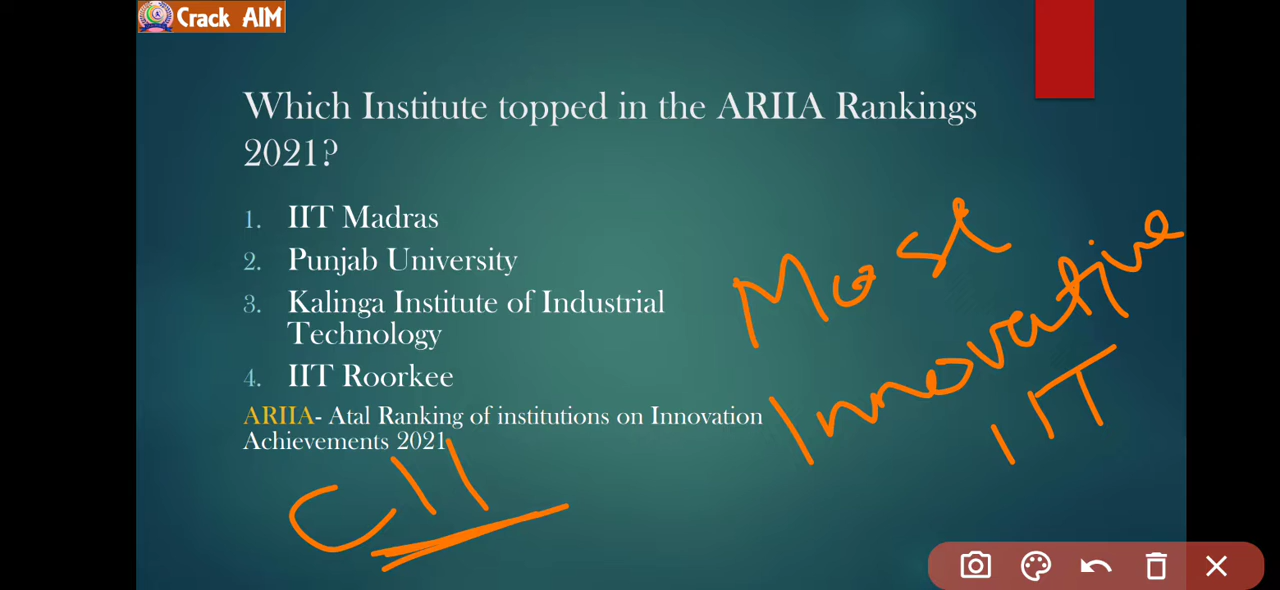 Crack AIM
Which Institute topped in the ARIIA Rankings
2021?
1. IIT Madras
2. Punjab University
3. Kalinga Institute of Industrial
Technology
4. IIT Roorkee
ARIIA- Atal Ranking of institutions on Innovation
Achievements 2021
Most
Innovative
IIT
CII